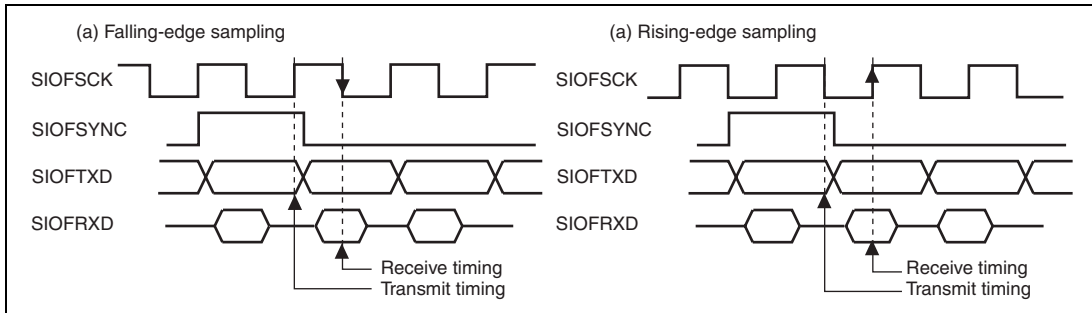 (a) Falling-edge sampling
SIOFSCK
SIOFSYNC
SIOFTXD
SIOFRXD
Receive timing
Transmit timing
(a) Rising-edge sampling
SIOFSCK
SIOFSYNC
SIOFTXD
SIOFRXD
Receive timing
Transmit timing